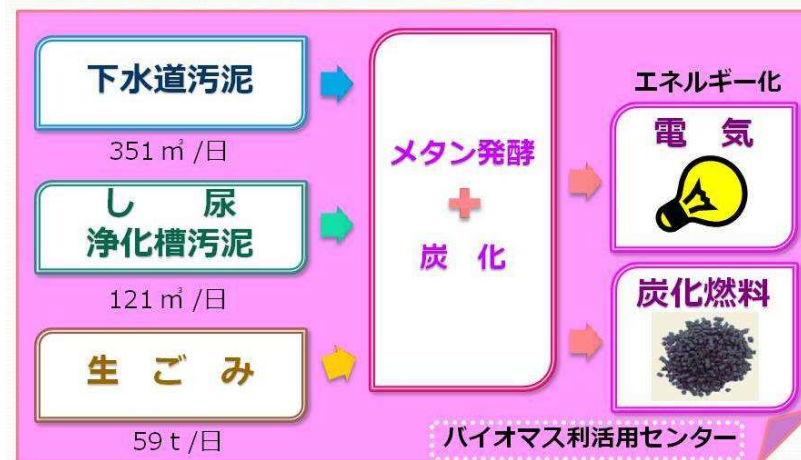 下水道汚泥
351㎥/日
し　尿
浄化槽汚泥
121㎥/日
生　ご　み
59ｔ/日
メタン発酵
＋
炭　化
エネルギー化
電　気
炭化燃料
バイオマス利活用センター